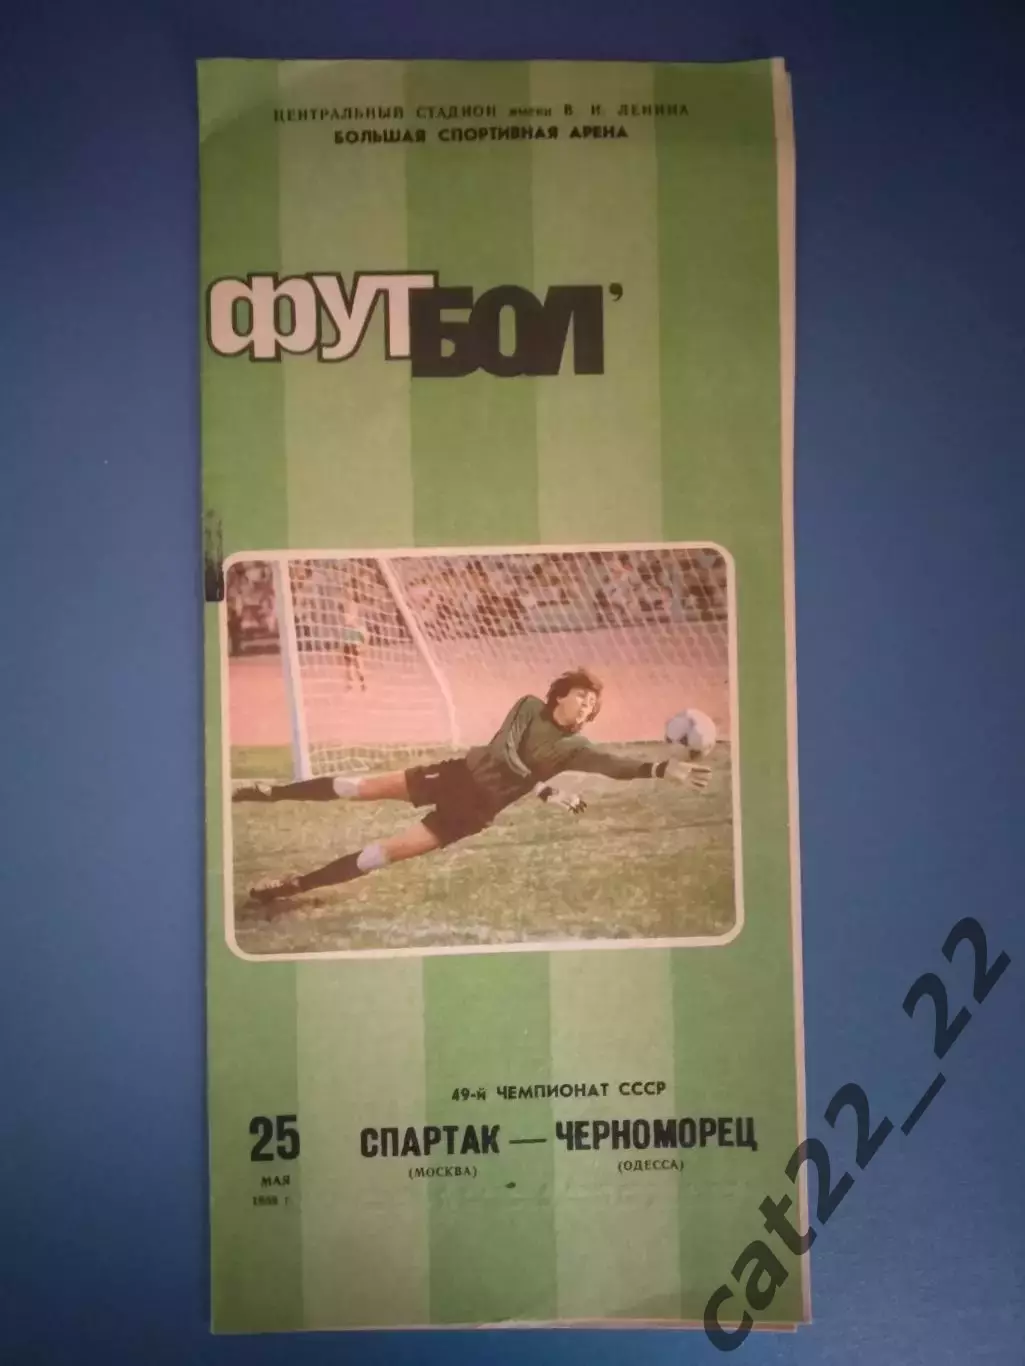 ЦЕНТРАЛЬНЫЙ СТАДИОН имени В. И. ЛЕНИНА
БОЛЬШАЯ СПОРТИВНАЯ АРЕНА
ФУТБОЛ'
49-й ЧЕМПИОНАТ СССР
25 СПАРТАК — ЧЕРНОМОРЕЦ
(МОСКВА) (ОДЕССА)
МАЯ
г.
cat22_22